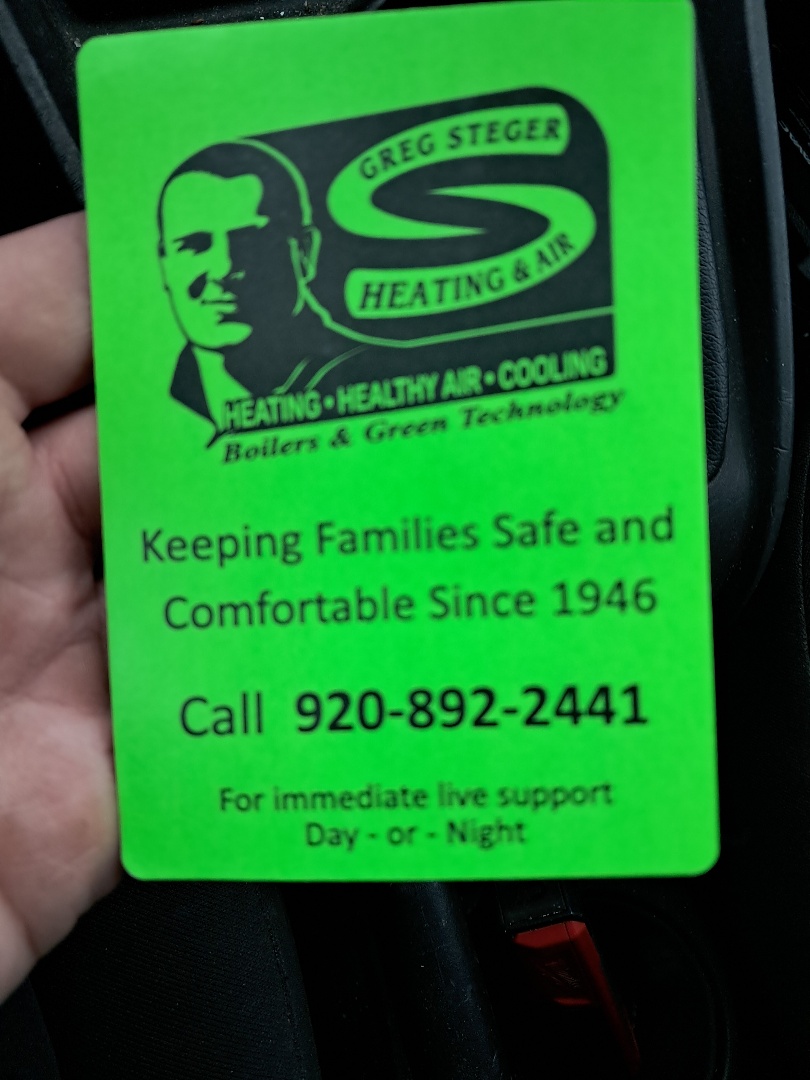 GREG STEGER
HEATING & AIR
HEATING • HEALTHY AIR • COOLING
Boilers & Green Technology
Keeping Families Safe and
Comfortable Since 1946
Call 920-892-2441
For immediate live support
Day - or - Night